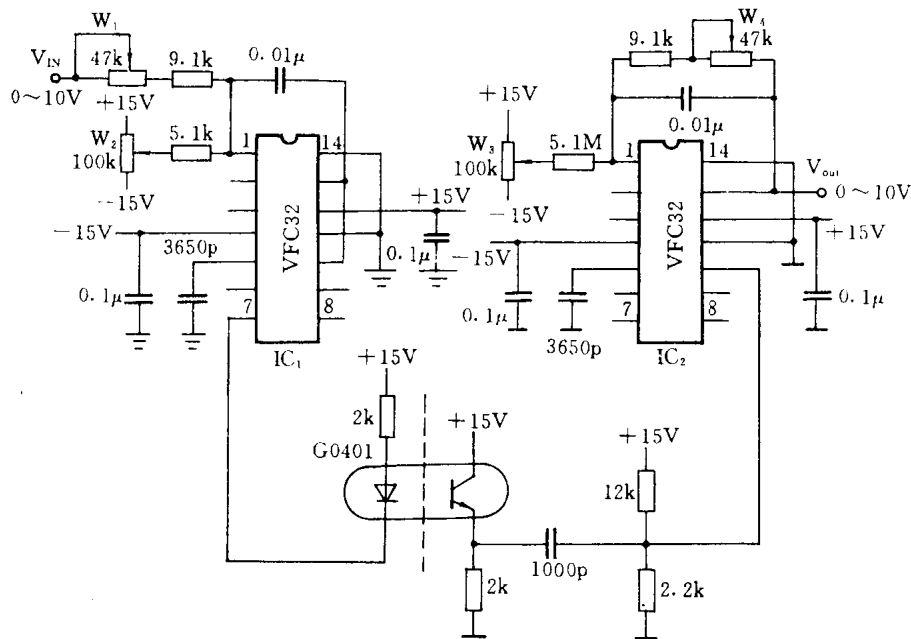 W₁
V_IN
47k
9.1k
0.01μ
0～10V
+15V
W₂
100k
5.1k
-15V
1
14
-15V
3650p
VFC32
+15V
0.1μ
0.1μ
7
8
IC₁
9.1k
W₄
47k
+15V
0.01μ
W₃
100k
5.1M
1
14
V_out
0～10V
-15V
VFC32
+15V
-15V
0.1μ
0.1μ
7
8
3650p
IC₂
+15V
2k
G0401
+15V
+15V
12k
1000p
2k
2.2k